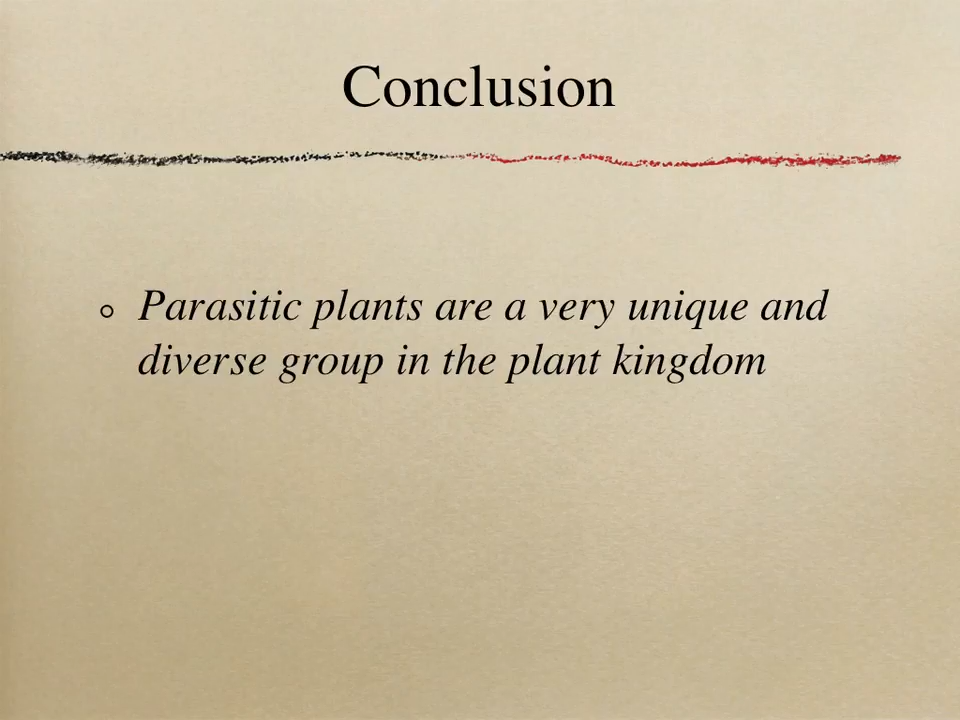 Conclusion
Parasitic plants are a very unique and
diverse group in the plant kingdom